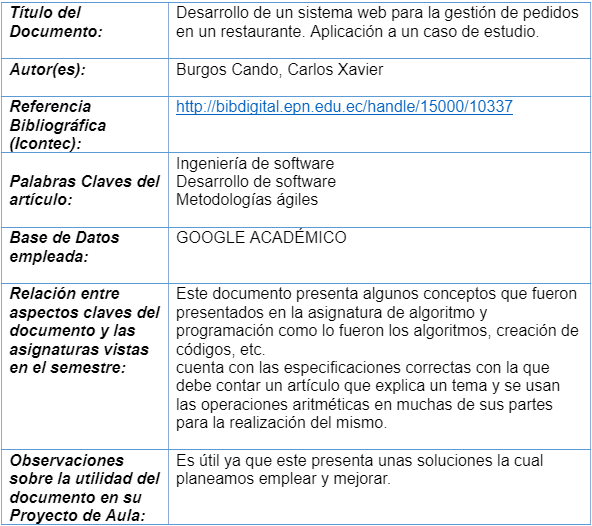 Título del
Documento:
Desarrollo de un sistema web para la gestión de pedidos
en un restaurante. Aplicación a un caso de estudio.
Autor(es):
Burgos Cando, Carlos Xavier
Referencia
Bibliográfica
(Icontec):
http://bibdigital.epn.edu.ec/handle/15000/10337
Palabras Claves del
artículo:
Ingeniería de software
Desarrollo de software
Metodologías ágiles
Base de Datos
empleada:
GOOGLE ACADÉMICO
Relación entre
aspectos claves del
documento y las
asignaturas vistas
en el semestre:
Este documento presenta algunos conceptos que fueron
presentados en la asignatura de algoritmo y
programación como lo fueron los algoritmos, creación de
códigos, etc.
cuenta con las especificaciones correctas con la que
debe contar un artículo que explica un tema y se usan
las operaciones aritméticas en muchas de sus partes
para la realización del mismo.
Observaciones
sobre la utilidad del
documento en su
Proyecto de Aula:
Es útil ya que este presenta unas soluciones la cual
planeamos emplear y mejorar.